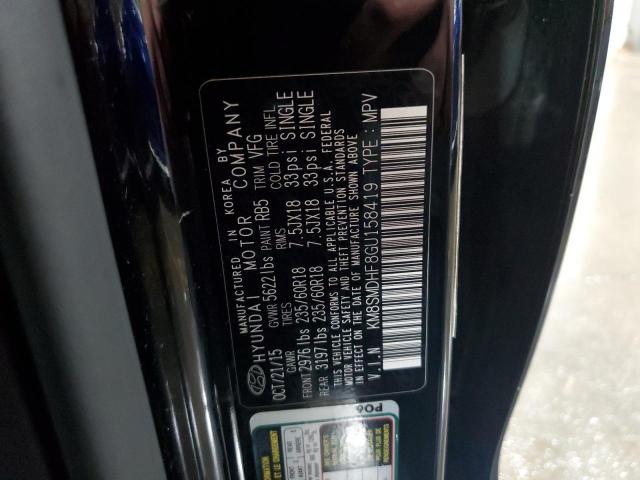 MANUFACTURED IN KOREA BY
HYUNDAI MOTOR COMPANY
OCT/21/15 GVWR 5622 lbs PAINT RB5 TRIM VFG
GAWR TIRES RIMS COLD TIRE INFL
FRONT 2976 lbs 235/60R18 7.5JX18 33psi SINGLE
REAR 3197 lbs 235/60R18 7.5JX18 33psi SINGLE
THIS VEHICLE CONFORMS TO ALL APPLICABLE U.S.A. FEDERAL
MOTOR VEHICLE SAFETY AND THEFT PREVENTION STANDARDS
IN EFFECT ON THE DATE OF MANUFACTURE SHOWN ABOVE.
V.I.N KM8SMDHF8GU158419 TYPE : MPV